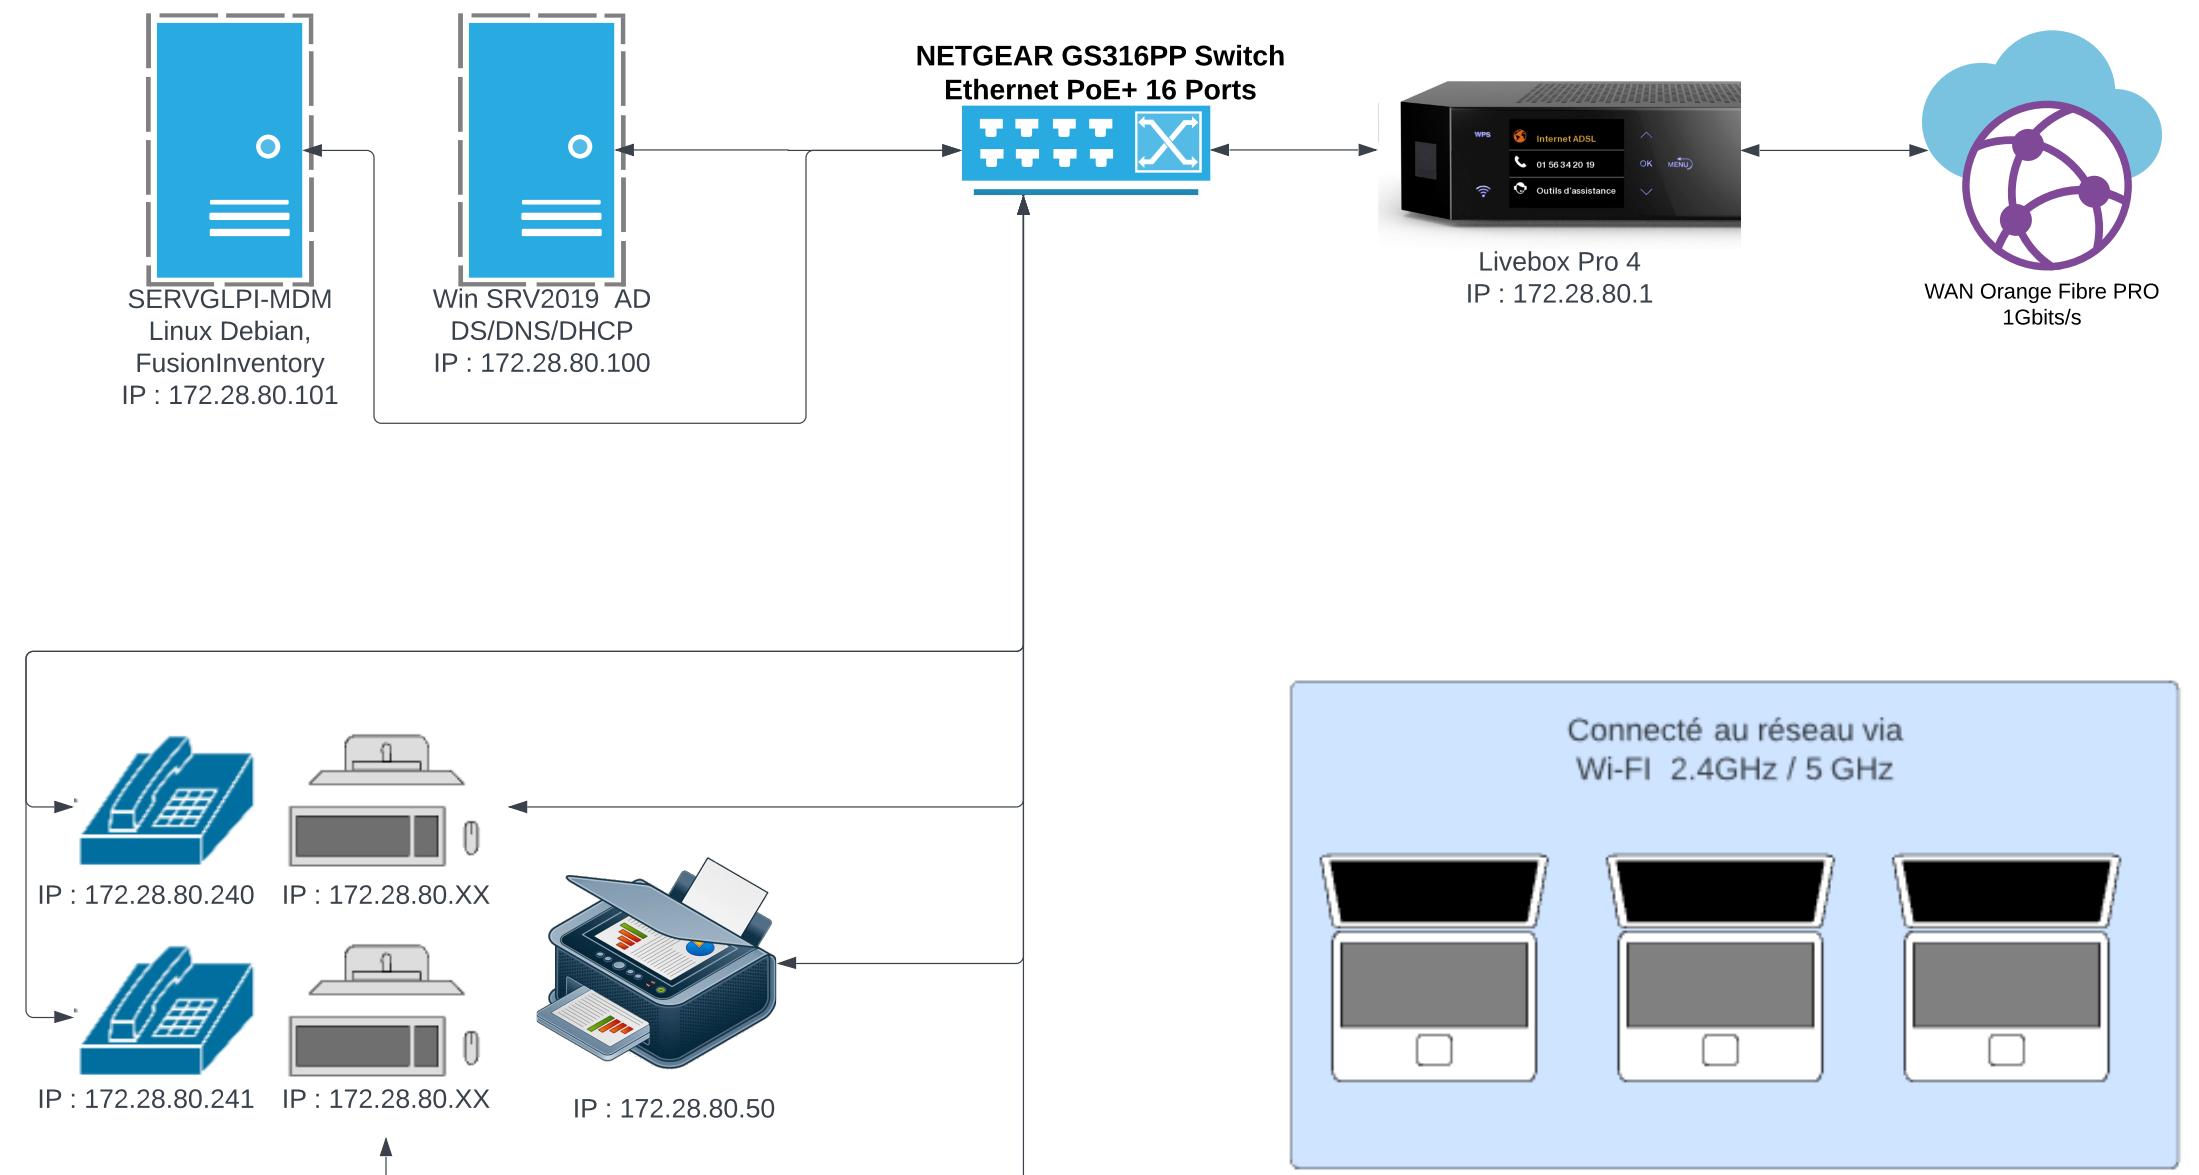 NETGEAR GS316PP Switch
Ethernet PoE+ 16 Ports
WPS
Internet ADSL
01 56 34 20 19
OK
MENU
Outils d'assistance
Livebox Pro 4
IP : 172.28.80.1
WAN Orange Fibre PRO
1Gbits/s
SERVGLPI-MDM
Linux Debian,
FusionInventory
IP : 172.28.80.101
Win SRV2019  AD
DS/DNS/DHCP
IP : 172.28.80.100
Connecté au réseau via
Wi-FI  2.4GHz / 5 GHz
IP : 172.28.80.240
IP : 172.28.80.XX
IP : 172.28.80.241
IP : 172.28.80.XX
IP : 172.28.80.50